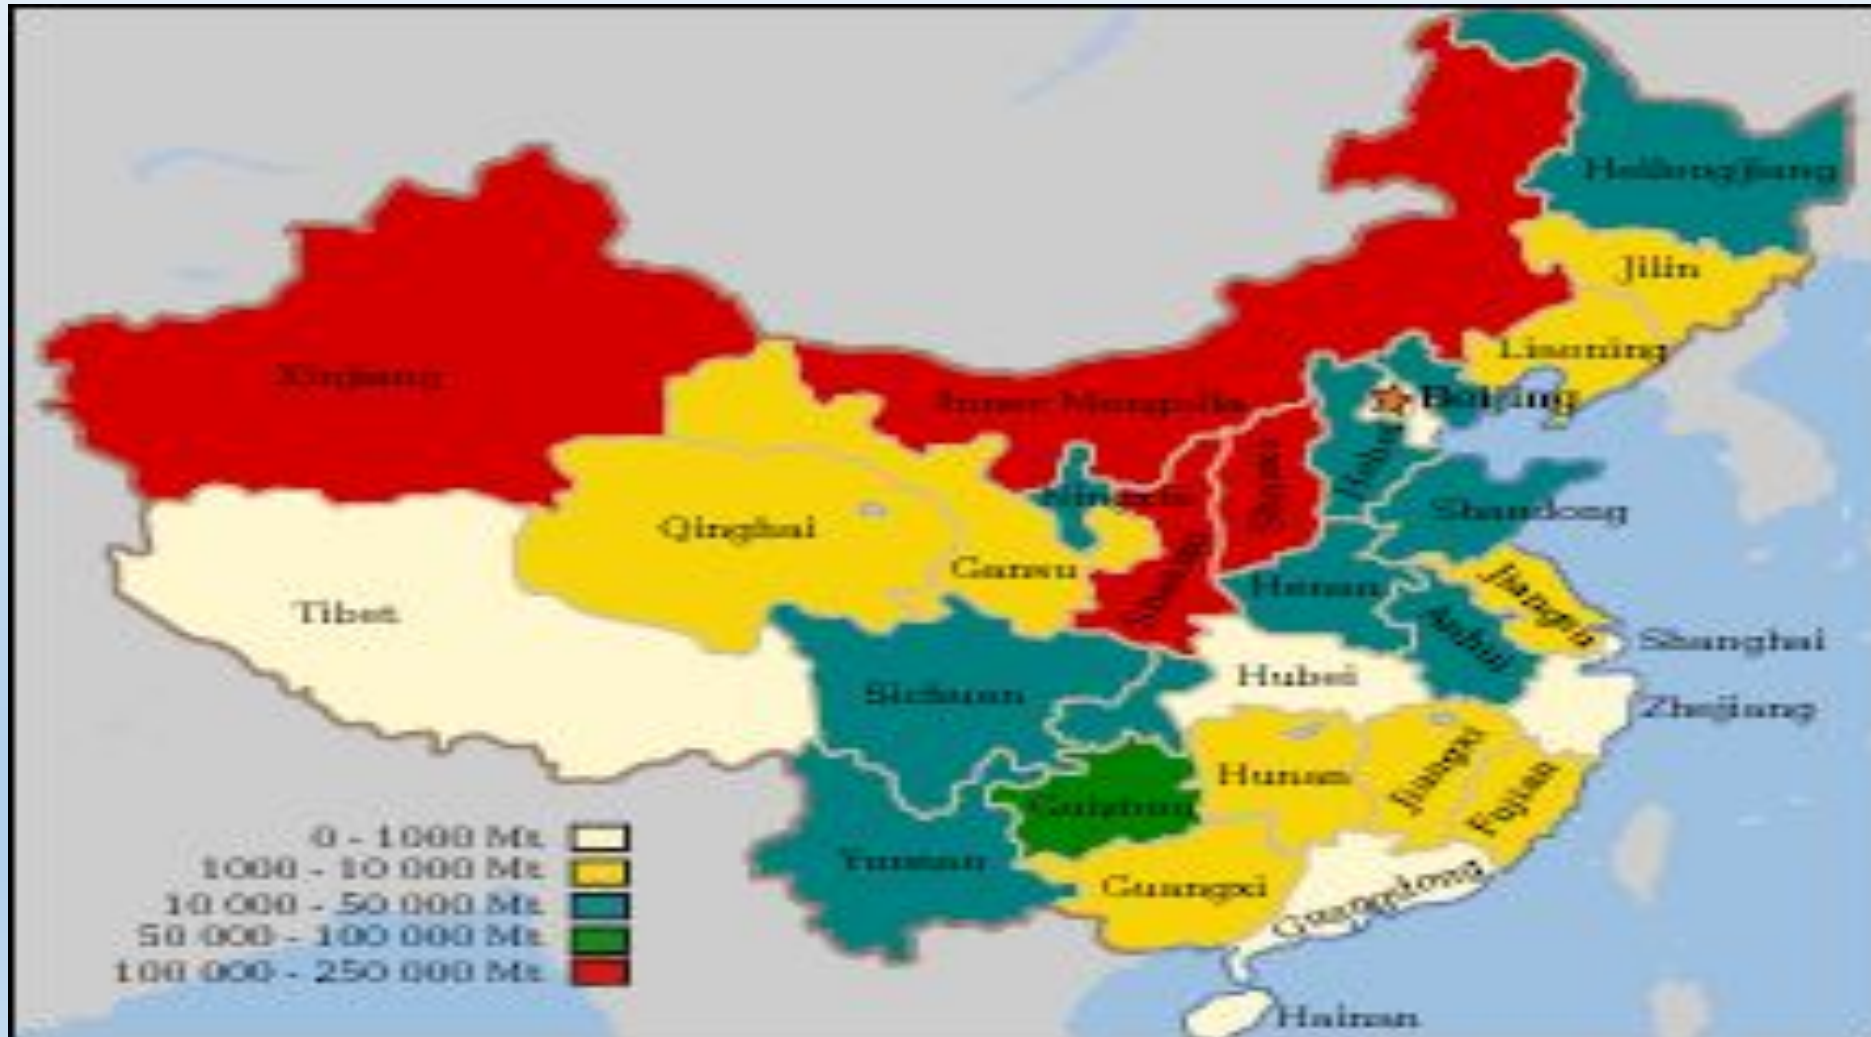 Heilongjiang
Jilin
Liaoning
Xinjiang
Inner Mongolia
Beijing
Hebei
Shanxi
Ningxia
Shandong
Qinghai
Gansu
Shaanxi
Henan
Jiangsu
Tibet
Anhui
Shanghai
Hubei
Sichuan
Zhejiang
Hunan
Jiangxi
Fujian
Guizhou
0 - 1000 Mt.
1000 - 10 000 Mt.
10 000 - 50 000 Mt.
50 000 - 100 000 Mt.
100 000 - 250 000 Mt.
Yunnan
Guangxi
Guangdong
Hainan